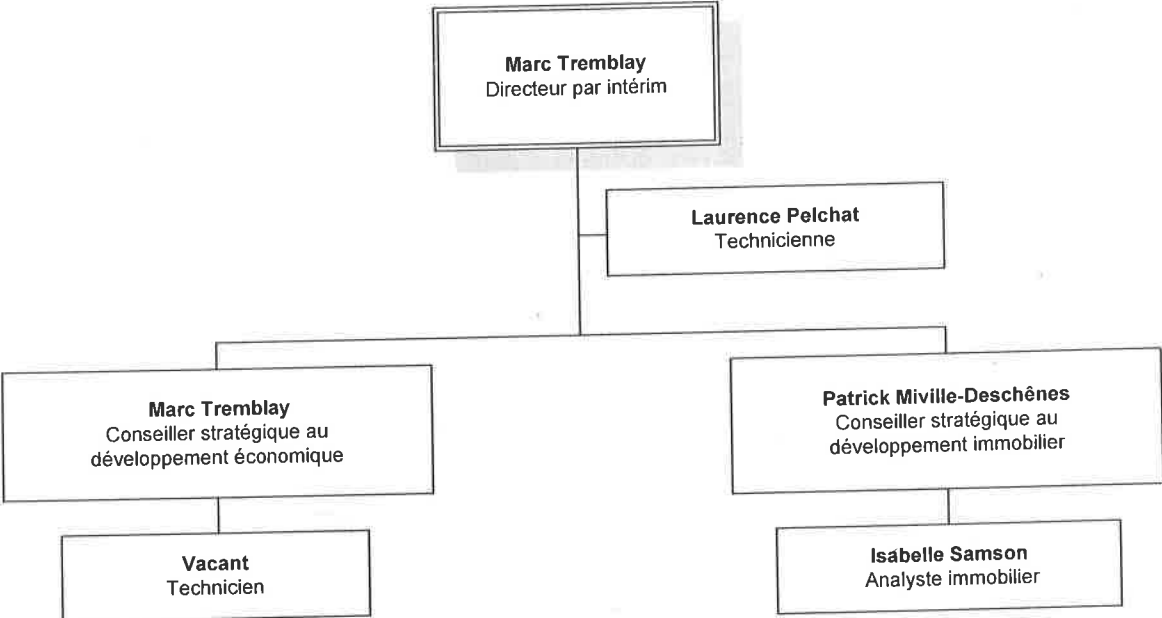 Marc Tremblay
Directeur par intérim
Laurence Pelchat
Technicienne
Marc Tremblay
Conseiller stratégique au
développement économique
Patrick Miville-Deschênes
Conseiller stratégique au
développement immobilier
Vacant
Technicien
Isabelle Samson
Analyste immobilier